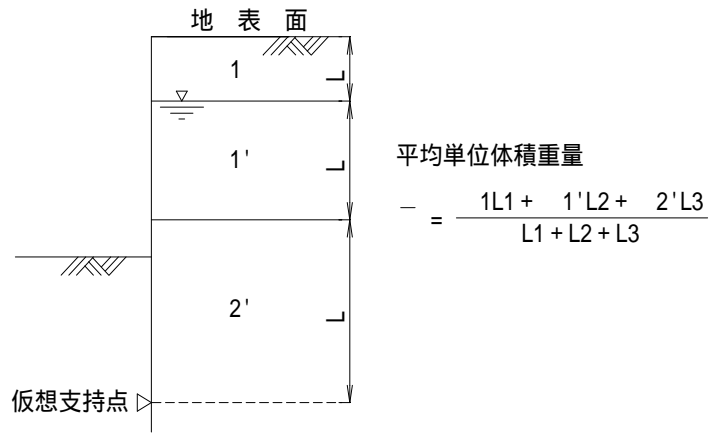 地 表 面
1
L
1'
L
平均単位体積重量
1L1 + 1'L2 + 2'L3
=
L1 + L2 + L3
2'
L
仮想支持点